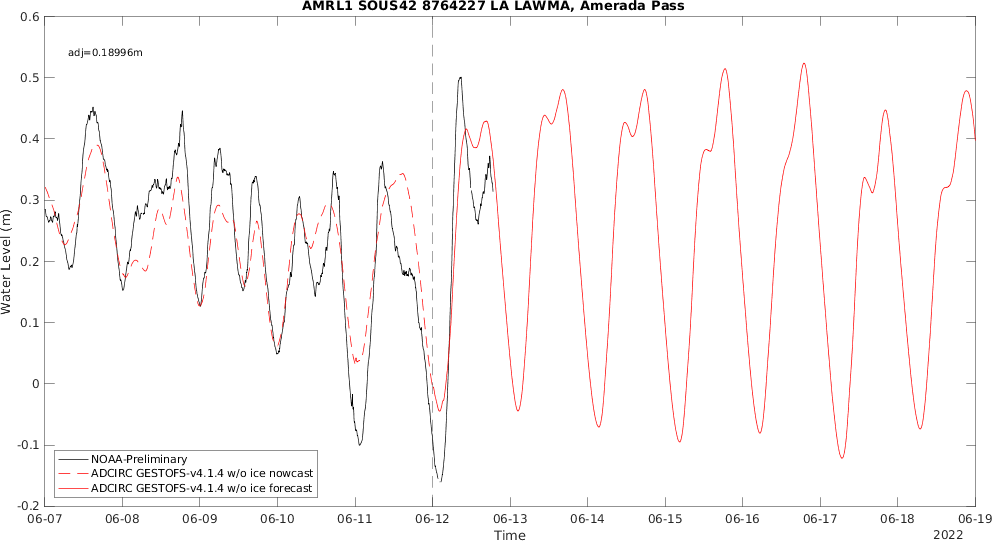 AMRL1 SOUS42 8764227 LA LAWMA, Amerada Pass
0.6
adj=0.18996m
0.5
0.4
0.3
0.2
0.1
0
-0.1
-0.2
Water Level (m)
NOAA-Preliminary
ADCIRC GESTOFS-v4.1.4 w/o ice nowcast
ADCIRC GESTOFS-v4.1.4 w/o ice forecast
06-07 06-08 06-09 06-10 06-11 06-12 06-13 06-14 06-15 06-16 06-17 06-18 06-19
Time
2022